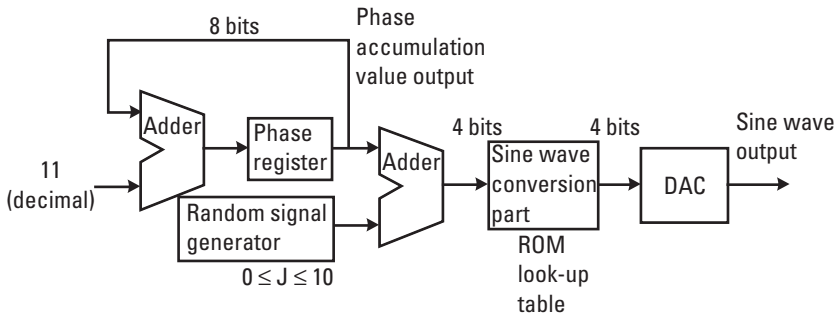 8 bits
Phase
accumulation
value output
Adder
Phase
register
11
(decimal)
Random signal
generator
0 ≤ J ≤ 10
Adder
4 bits
Sine wave
conversion
part
ROM
look-up
table
4 bits
DAC
Sine wave
output